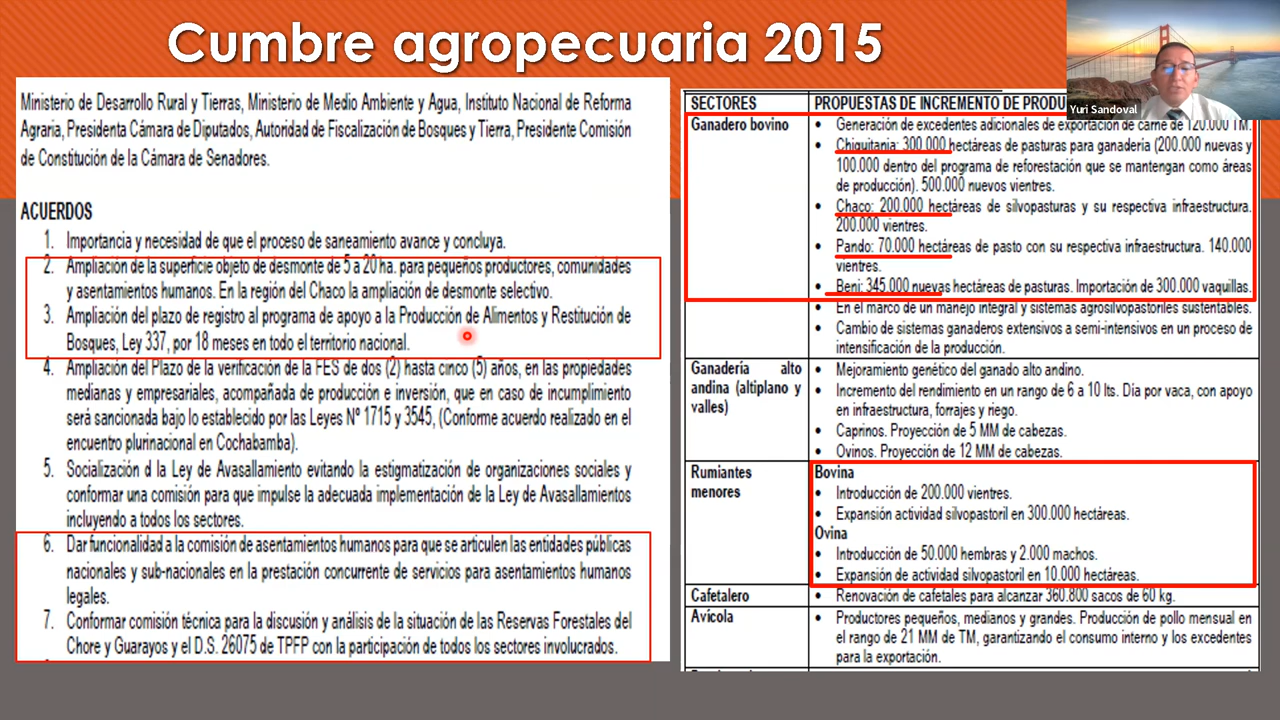 Cumbre agropecuaria 2015
Yuri Sandoval
Ministerio de Desarrollo Rural y Tierras, Ministerio de Medio Ambiente y Agua, Instituto Nacional de Reforma
Agraria, Presidenta Cámara de Diputados, Autoridad de Fiscalización de Bosques y Tierra, Presidente Comisión
de Constitución de la Cámara de Senadores.
ACUERDOS
1. Importancia y necesidad de que el proceso de saneamiento avance y concluya.
2. Ampliación de la superficie objeto de desmonte de 5 a 20 ha. para pequeños productores, comunidades
y asentamientos humanos. En la región del Chaco la ampliación de desmonte selectivo.
3. Ampliación del plazo de registro al programa de apoyo a la Producción de Alimentos y Restitución de
Bosques, Ley 337, por 18 meses en todo el territorio nacional.
4. Ampliación del Plazo de la verificación de la FES de dos (2) hasta cinco (5) años, en las propiedades
medianas y empresariales, acompañada de producción e inversión, que en caso de incumplimiento
será sancionada bajo lo establecido por las Leyes Nº 1715 y 3545, (Conforme acuerdo realizado en el
encuentro plurinacional en Cochabamba).
5. Socialización d la Ley de Avasallamiento evitando la estigmatización de organizaciones sociales y
conformar una comisión para que impulse la adecuada implementación de la Ley de Avasallamientos
incluyendo a todos los sectores.
6. Dar funcionalidad a la comisión de asentamientos humanos para que se articulen las entidades públicas
nacionales y sub-nacionales en la prestación concurrente de servicios para asentamientos humanos
legales.
7. Conformar comisión técnica para la discusión y análisis de la situación de las Reservas Forestales del
Chore y Guarayos y el D.S. 26075 de TPFP con la participación de todos los sectores involucrados.
SECTORES
PROPUESTAS DE INCREMENTO DE
Ganadero bovino
• Generación de excedentes adicionales de exportación de carne de 120.000 TM.
• Chiquitania: 300.000 hectáreas de pasturas para ganadería (200.000 nuevas y
100.000 dentro del programa de reforestación que se mantengan como áreas
de producción). 500.000 nuevos vientres.
• Chaco: 200.000 hectáreas de silvopasturas y su respectiva infraestructura.
200.000 vientres.
• Pando: 70.000 hectáreas de pasto con su respectiva infraestructura. 140.000
vientres.
• Beni: 345.000 nuevas hectáreas de pasturas. Importación de 300.000 vaquillas.
• En el marco de un manejo integral y sistemas agrosilvopastoriles sustentables.
• Cambio de sistemas ganaderos extensivos a semi-intensivos en un proceso de
intensificación de la producción.
Ganadería alto
andina (altiplano y
valles)
• Mejoramiento genético del ganado alto andino.
• Incremento del rendimiento en un rango de 6 a 10 lts. Día por vaca, con apoyo
en infraestructura, forrajes y riego.
• Caprinos. Proyección de 5 MM de cabezas.
• Ovinos. Proyección de 12 MM de cabezas.
Rumiantes
menores
Bovina
• Introducción de 200.000 vientres.
• Expansión actividad silvopastoril en 300.000 hectáreas.
Ovina
• Introducción de 50.000 hembras y 2.000 machos.
• Expansión de actividad silvopastoril en 10.000 hectáreas.
Cafetalero
• Renovación de cafetales para alcanzar 360.800 sacos de 60 kg.
Avícola
• Productores pequeños, medianos y grandes. Producción de pollo mensual en
el rango de 21 MM de TM, garantizando el consumo interno y los excedentes
para la exportación.